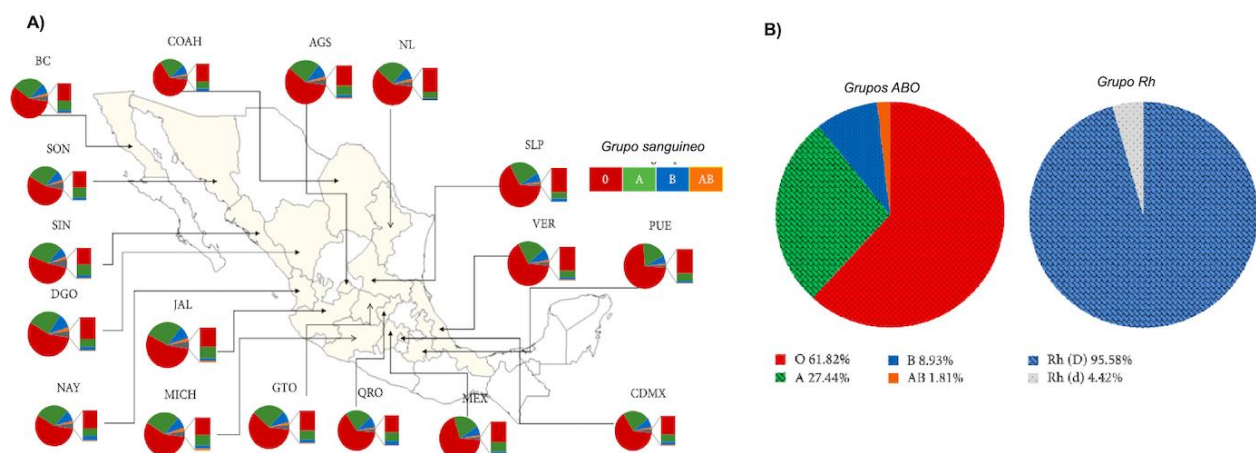 A)
COAH
AGS
NL
BC
SON
SLP
Grupo sanguineo
0 A B AB
SIN
VER
PUE
DGO
JAL
NAY
MICH
GTO
QRO
MEX
CDMX
B)
Grupos ABO
Grupo Rh
O 61.82%
B 8.93%
A 27.44%
AB 1.81%
Rh (D) 95.58%
Rh (d) 4.42%